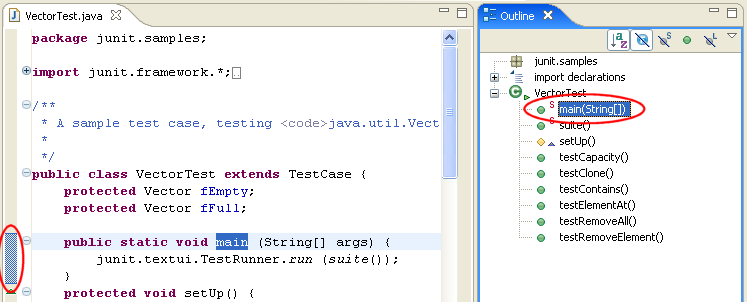 VectorTest.java
package junit.samples;
import junit.framework.*;
/**
* A sample test case, testing <code>java.util.Vect
*
*/
public class VectorTest extends TestCase {
protected Vector fEmpty;
protected Vector fFull;
public static void main (String[] args) {
junit.textui.TestRunner.run (suite());
}
protected void setUp() {
Outline
junit.samples
import declarations
VectorTest
main(String[])
suite()
setUp()
testCapacity()
testClone()
testContains()
testElementAt()
testRemoveAll()
testRemoveElement()